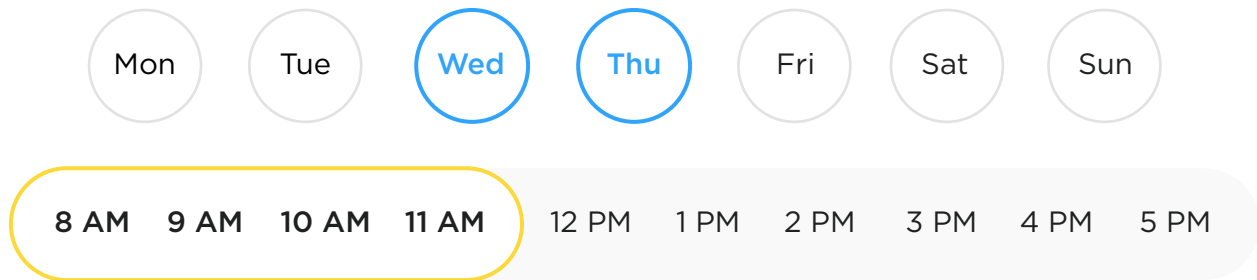 Mon Tue Wed Thu Fri Sat Sun
8 AM 9 AM 10 AM 11 AM 12 PM 1 PM 2 PM 3 PM 4 PM 5 PM